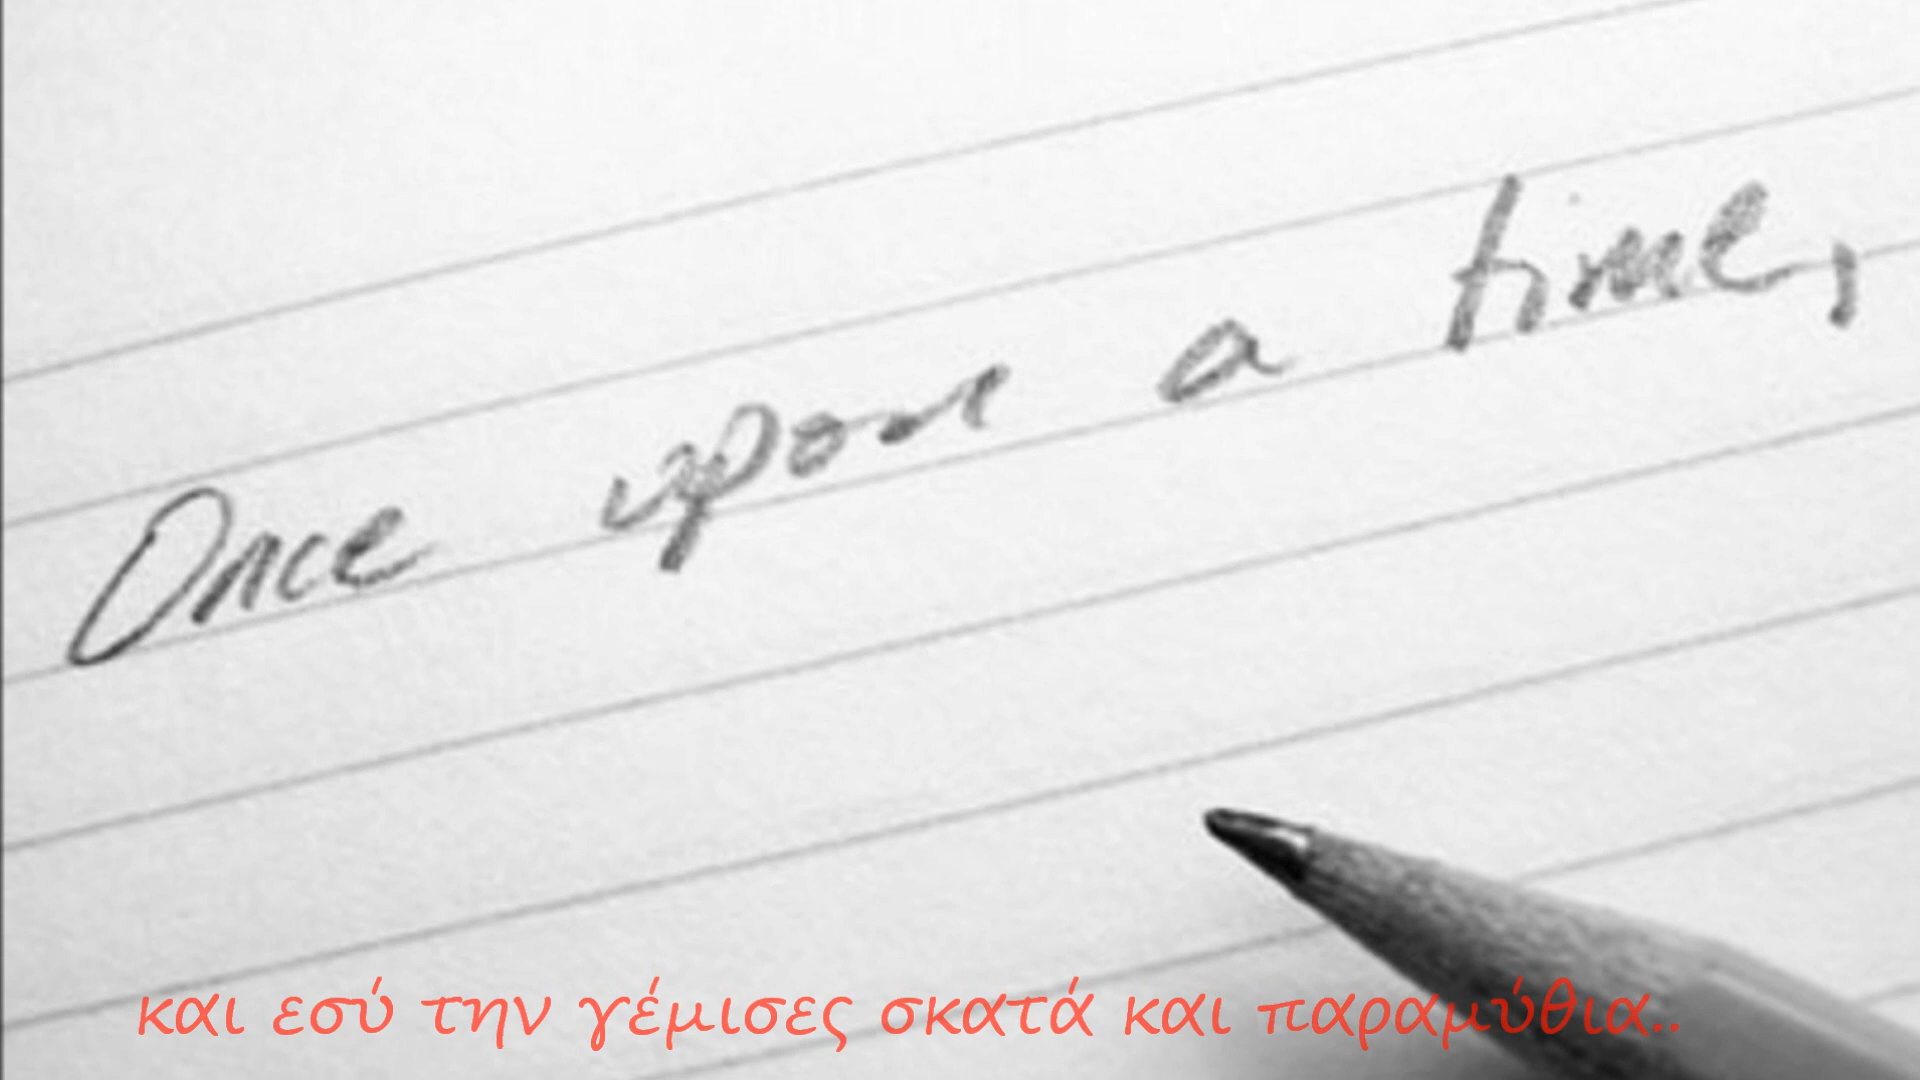 Once upon a time,
και εσύ την γέμισες σκατά και παραμύθια..